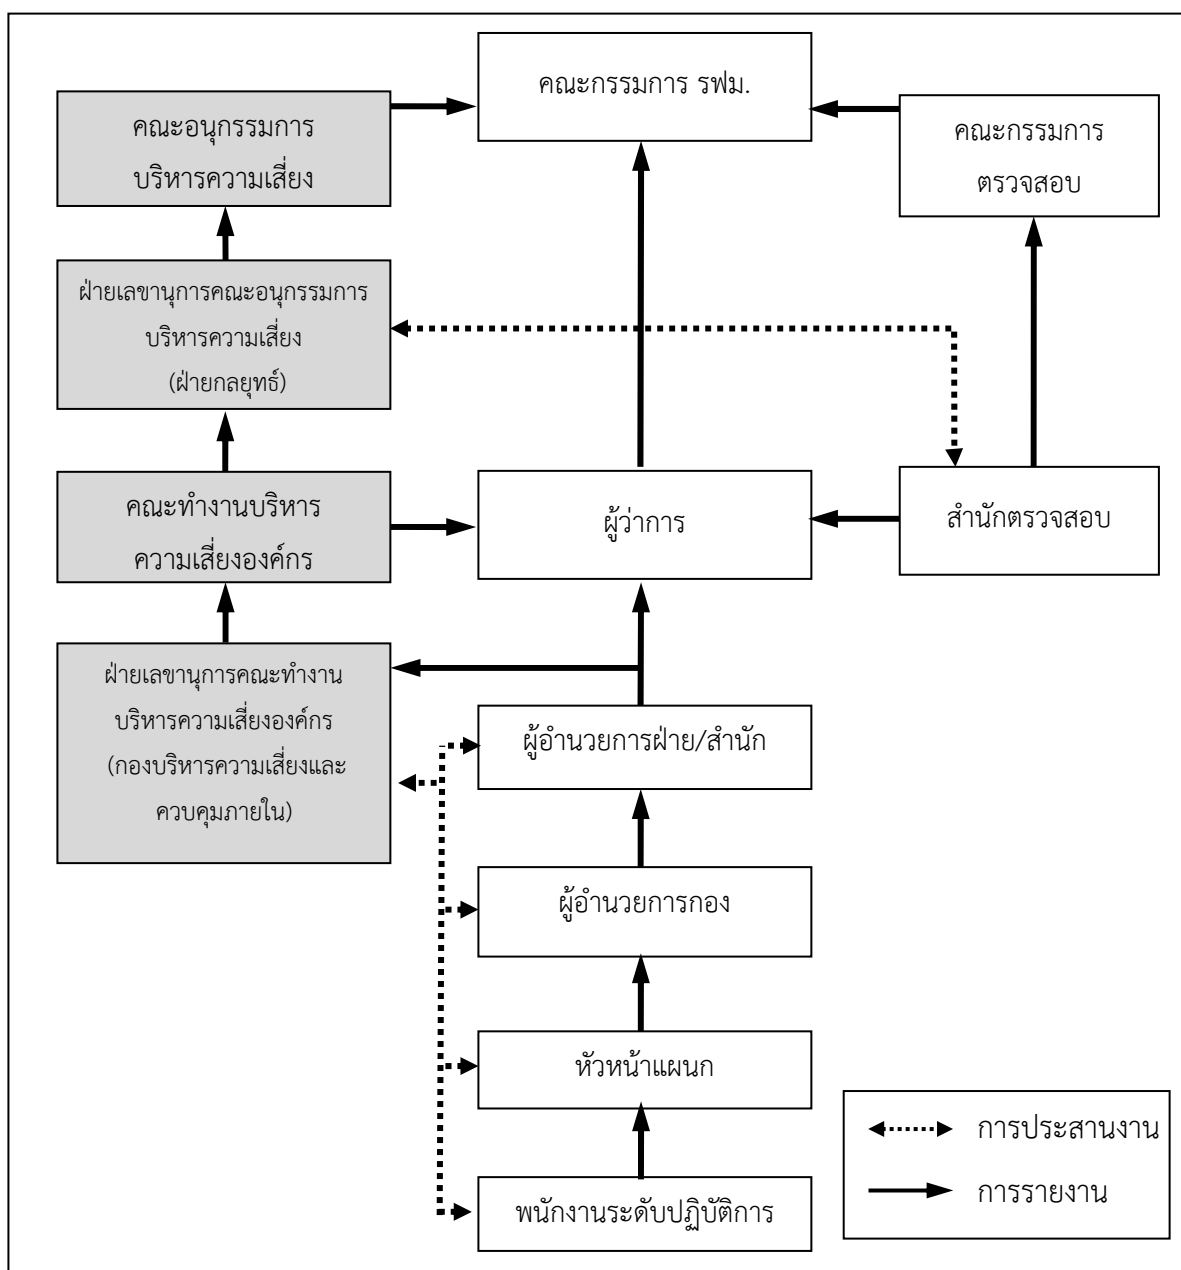 คณะกรรมการ รฟม.
คณะอนุกรรมการ
บริหารความเสี่ยง
คณะกรรมการ
ตรวจสอบ
ฝ่ายเลขานุการคณะอนุกรรมการ
บริหารความเสี่ยง
(ฝ่ายกลยุทธ์)
คณะทำงานบริหาร
ความเสี่ยงองค์กร
ผู้ว่าการ
สำนักตรวจสอบ
ฝ่ายเลขานุการคณะทำงาน
บริหารความเสี่ยงองค์กร
(กองบริหารความเสี่ยงและ
ควบคุมภายใน)
ผู้อำนวยการฝ่าย/สำนัก
ผู้อำนวยการกอง
หัวหน้าแผนก
พนักงานระดับปฏิบัติการ
การประสานงาน
การรายงาน